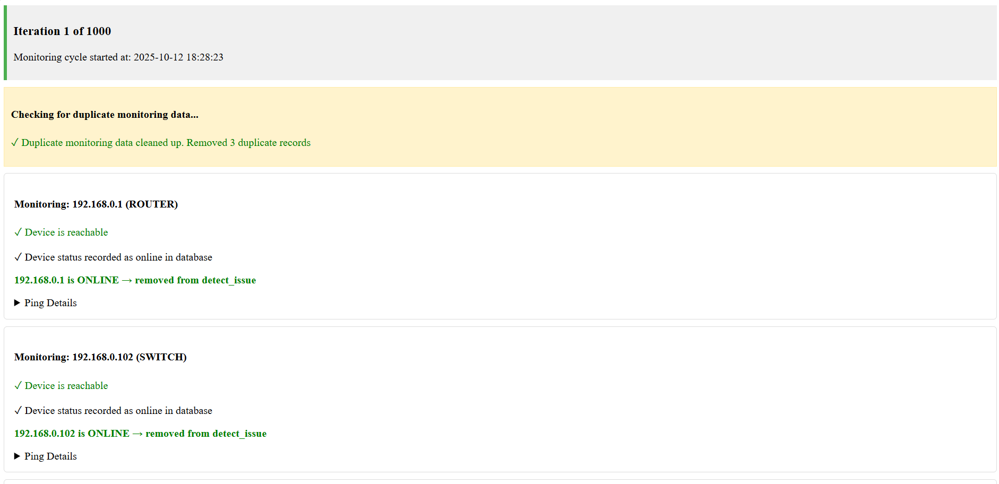 Iteration 1 of 1000
Monitoring cycle started at: 2025-10-12 18:28:23
Checking for duplicate monitoring data...
✓ Duplicate monitoring data cleaned up. Removed 3 duplicate records
Monitoring: 192.168.0.1 (ROUTER)
✓ Device is reachable
✓ Device status recorded as online in database
192.168.0.1 is ONLINE → removed from detect_issue
▶ Ping Details
Monitoring: 192.168.0.102 (SWITCH)
✓ Device is reachable
✓ Device status recorded as online in database
192.168.0.102 is ONLINE → removed from detect_issue
▶ Ping Details